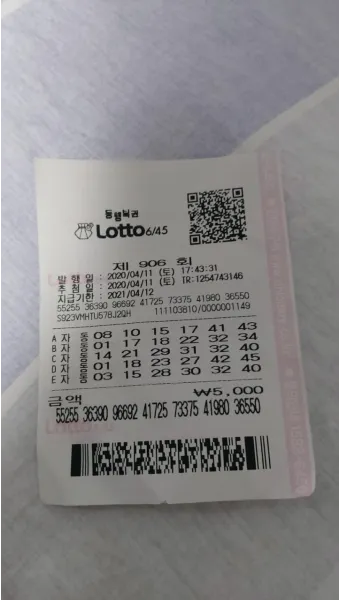 동행복권
Lotto 6/45
제 906 회
발 행 일 : 2020/04/11 (토) 17:43:31
추 첨 일 : 2020/04/11 (토) TR:1254743146
지급기한 : 2021/04/12
55255 36390 96692 41725 73375 41980 36550
S923VMHTU578J2QH 111103810/0000001149
A 자동 08 10 15 17 41 43
B 자동 01 17 18 22 32 34
C 자동 14 21 29 31 32 40
D 자동 01 18 23 27 42 45
E 자동 03 15 28 30 32 40
금액 ₩5,000
55255 36390 96692 41725 73375 41980 36550